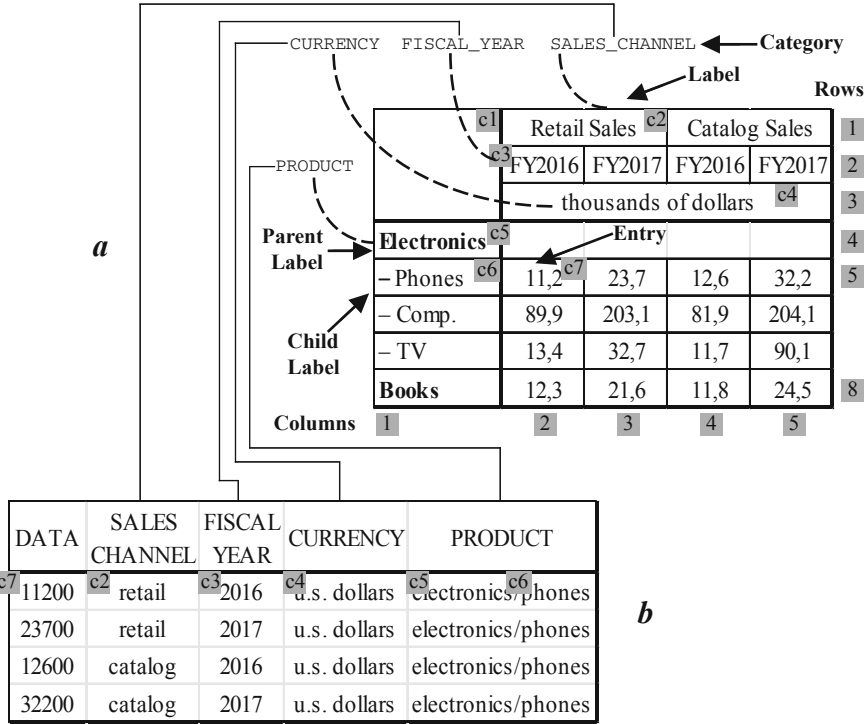 CURRENCY FISCAL_YEAR SALES_CHANNEL Category
Label
Rows
c1 Retail Sales c2 Catalog Sales 1
PRODUCT c3 FY2016 FY2017 FY2016 FY2017 2
thousands of dollars c4 3
a Parent Label Electronics c5 Entry 4
– Phones c6 11,2 c7 23,7 12,6 32,2 5
Child Label – Comp. 89,9 203,1 81,9 204,1
– TV 13,4 32,7 11,7 90,1
Books 12,3 21,6 11,8 24,5 8
Columns 1 2 3 4 5
DATA SALES CHANNEL FISCAL YEAR CURRENCY PRODUCT
c7 11200 c2 retail c3 2016 c4 u.s. dollars c5 electronics/phones c6
23700 retail 2017 u.s. dollars electronics/phones
b
12600 catalog 2016 u.s. dollars electronics/phones
32200 catalog 2017 u.s. dollars electronics/phones